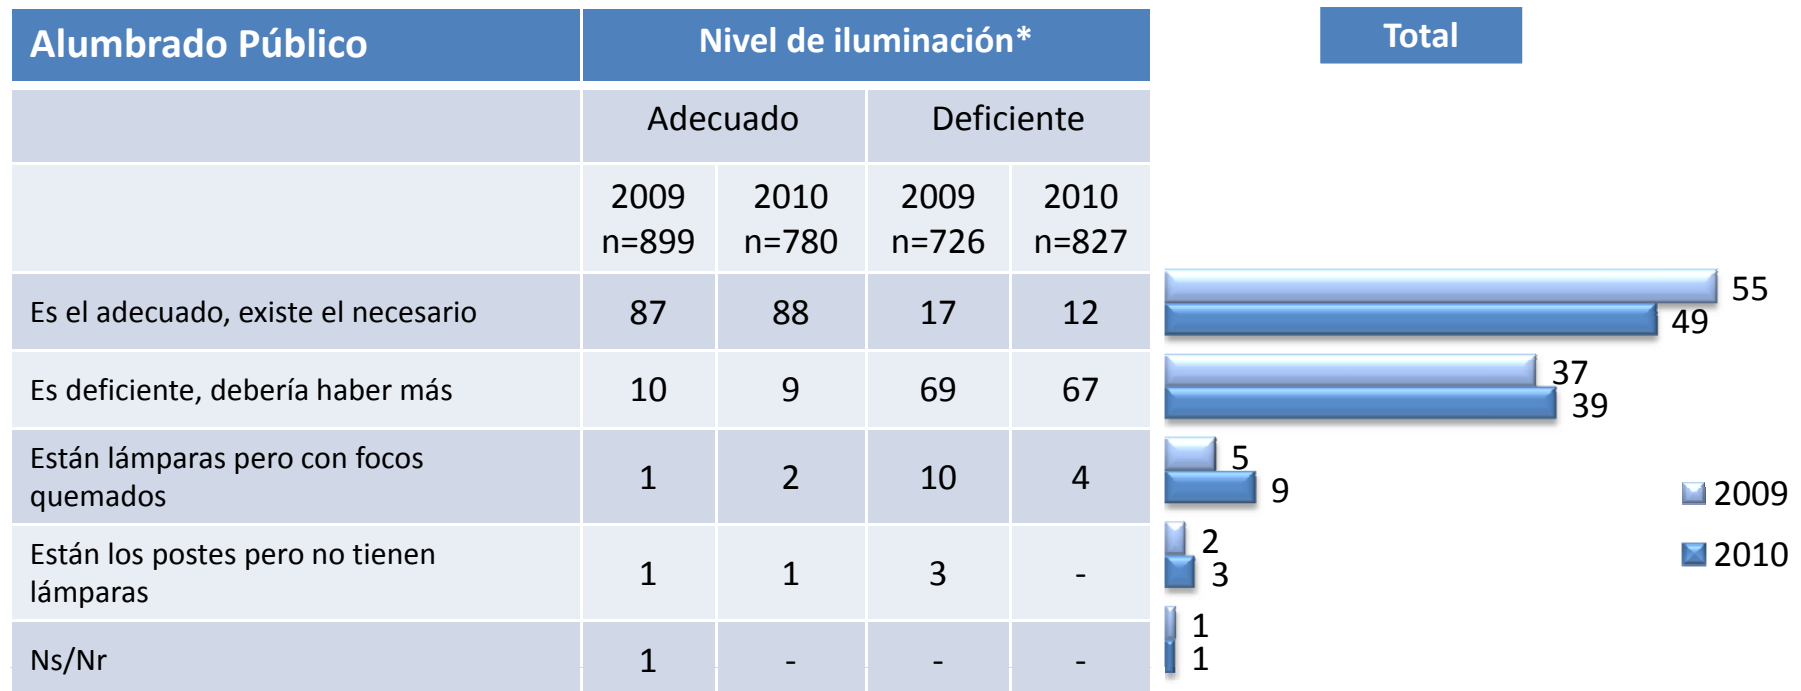 Alumbrado Público Nivel de iluminación* Total
Adecuado Deficiente
2009 2010 2009 2010
n=899 n=780 n=726 n=827
Es el adecuado, existe el necesario 87 88 17 12 55
49
Es deficiente, debería haber más 10 9 69 67 37
39
Están lámparas pero con focos
quemados 1 2 10 4 5
9
Están los postes pero no tienen
lámparas 1 1 3 - 2
3
Ns/Nr 1 - - - 1
1
2009
2010